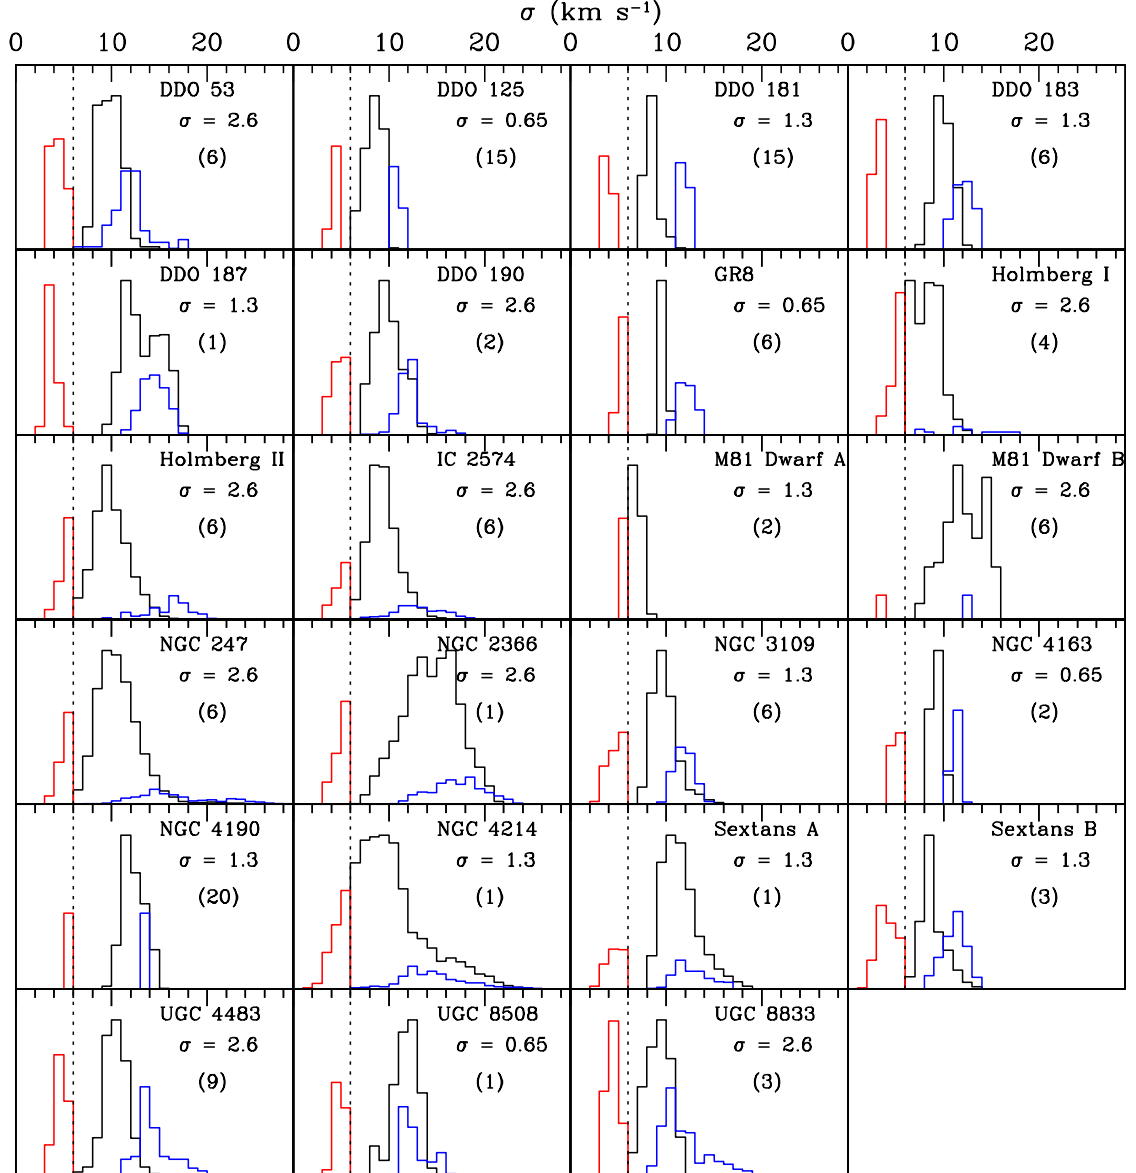 σ (km s⁻¹)
0 10 20 0 10 20 0 10 20 0 10 20
DDO 53
σ = 2.6
(6)
DDO 125
σ = 0.65
(15)
DDO 181
σ = 1.3
(15)
DDO 183
σ = 1.3
(6)
DDO 187
σ = 1.3
(1)
DDO 190
σ = 2.6
(2)
GR8
σ = 0.65
(6)
Holmberg I
σ = 2.6
(4)
Holmberg II
σ = 2.6
(6)
IC 2574
σ = 2.6
(6)
M81 Dwarf A
σ = 1.3
(2)
M81 Dwarf B
σ = 2.6
(6)
NGC 247
σ = 2.6
(6)
NGC 2366
σ = 2.6
(1)
NGC 3109
σ = 1.3
(6)
NGC 4163
σ = 0.65
(2)
NGC 4190
σ = 1.3
(20)
NGC 4214
σ = 1.3
(1)
Sextans A
σ = 1.3
(1)
Sextans B
σ = 1.3
(3)
UGC 4483
σ = 2.6
(9)
UGC 8508
σ = 0.65
(1)
UGC 8833
σ = 2.6
(3)